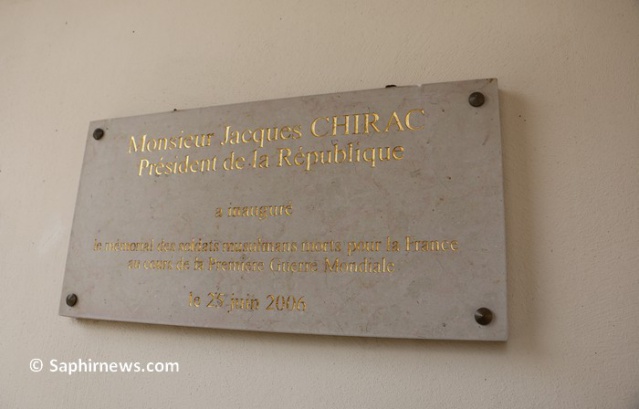 Monsieur Jacques CHIRAC
Président de la République
a inauguré
le mémorial des soldats musulmans morts pour la France
au cours de la Première Guerre Mondiale
le 25 juin 2006
© Saphirnews.com